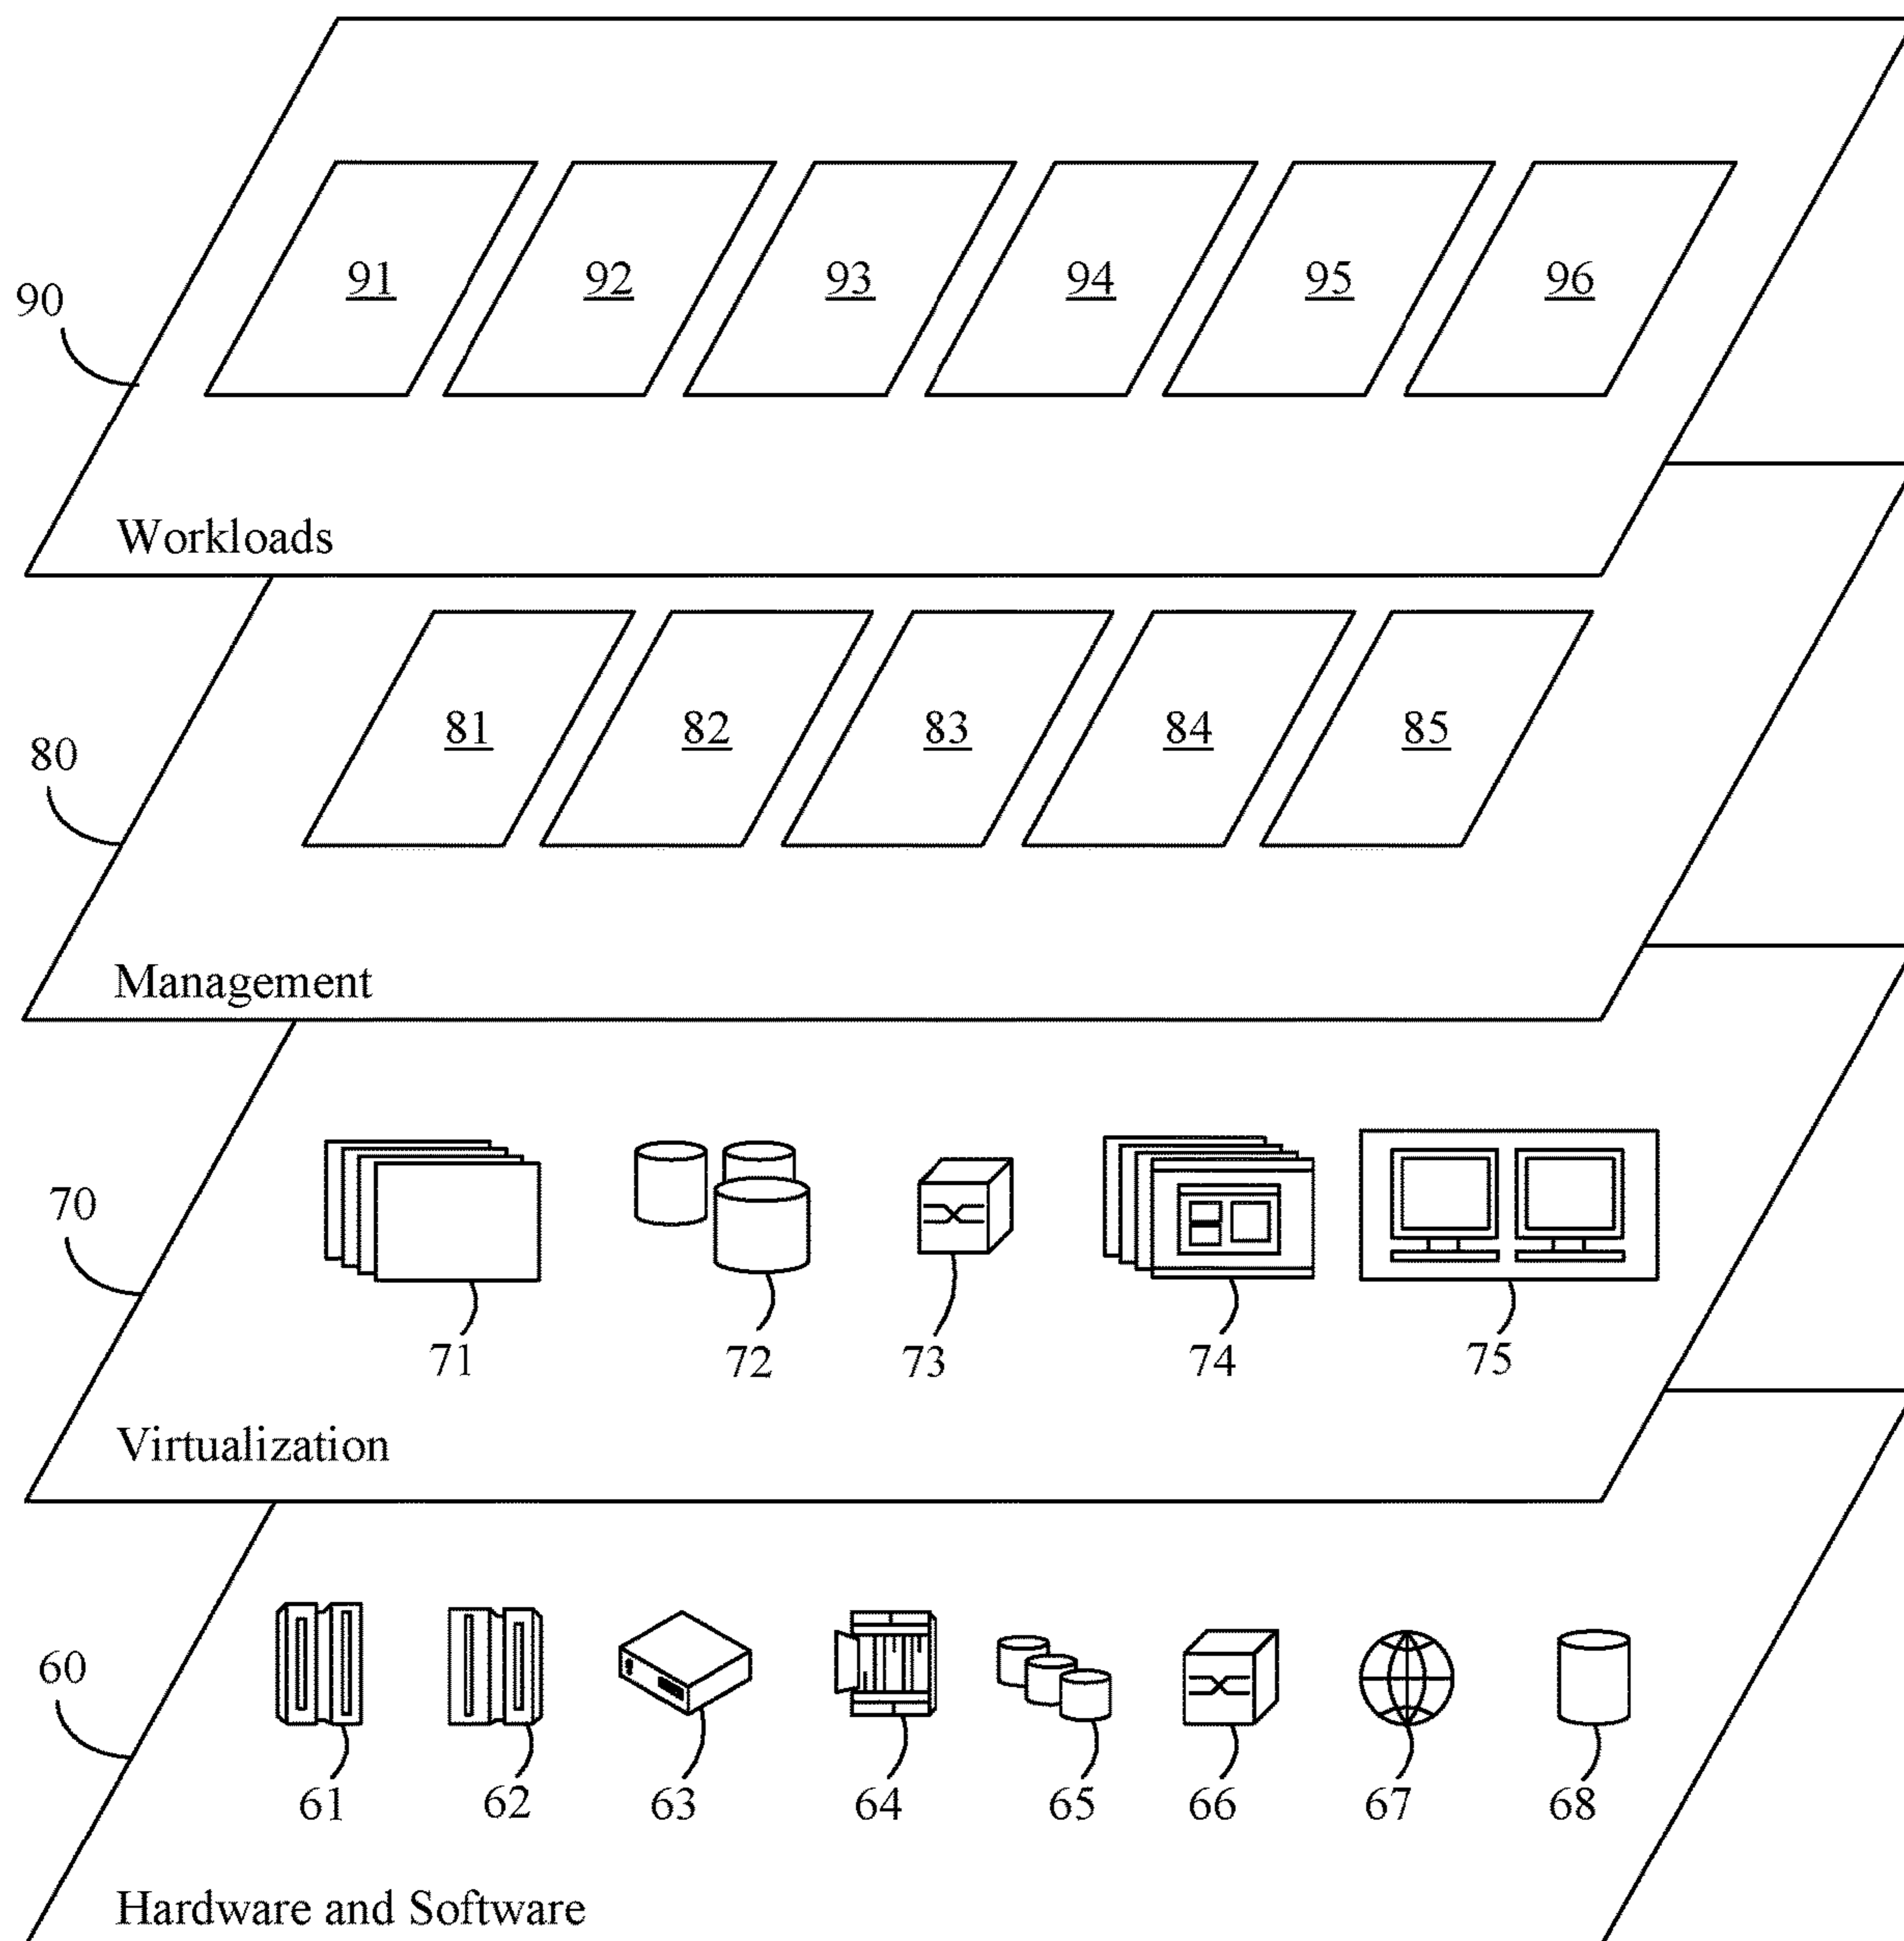 91 92 93 94 95 96
90
Workloads
81 82 83 84 85
80
Management
70
71 72 73 74 75
Virtualization
60
61 62 63 64 65 66 67 68
Hardware and Software